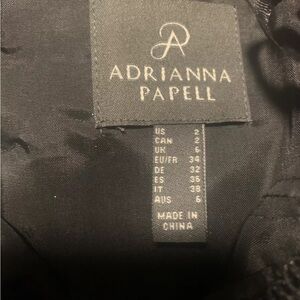 ADRIANNA
PAPELL
US 2
CAN 2
UK 6
EU/FR 34
DE 32
ES 36
IT 38
AUS 6
MADE IN
CHINA